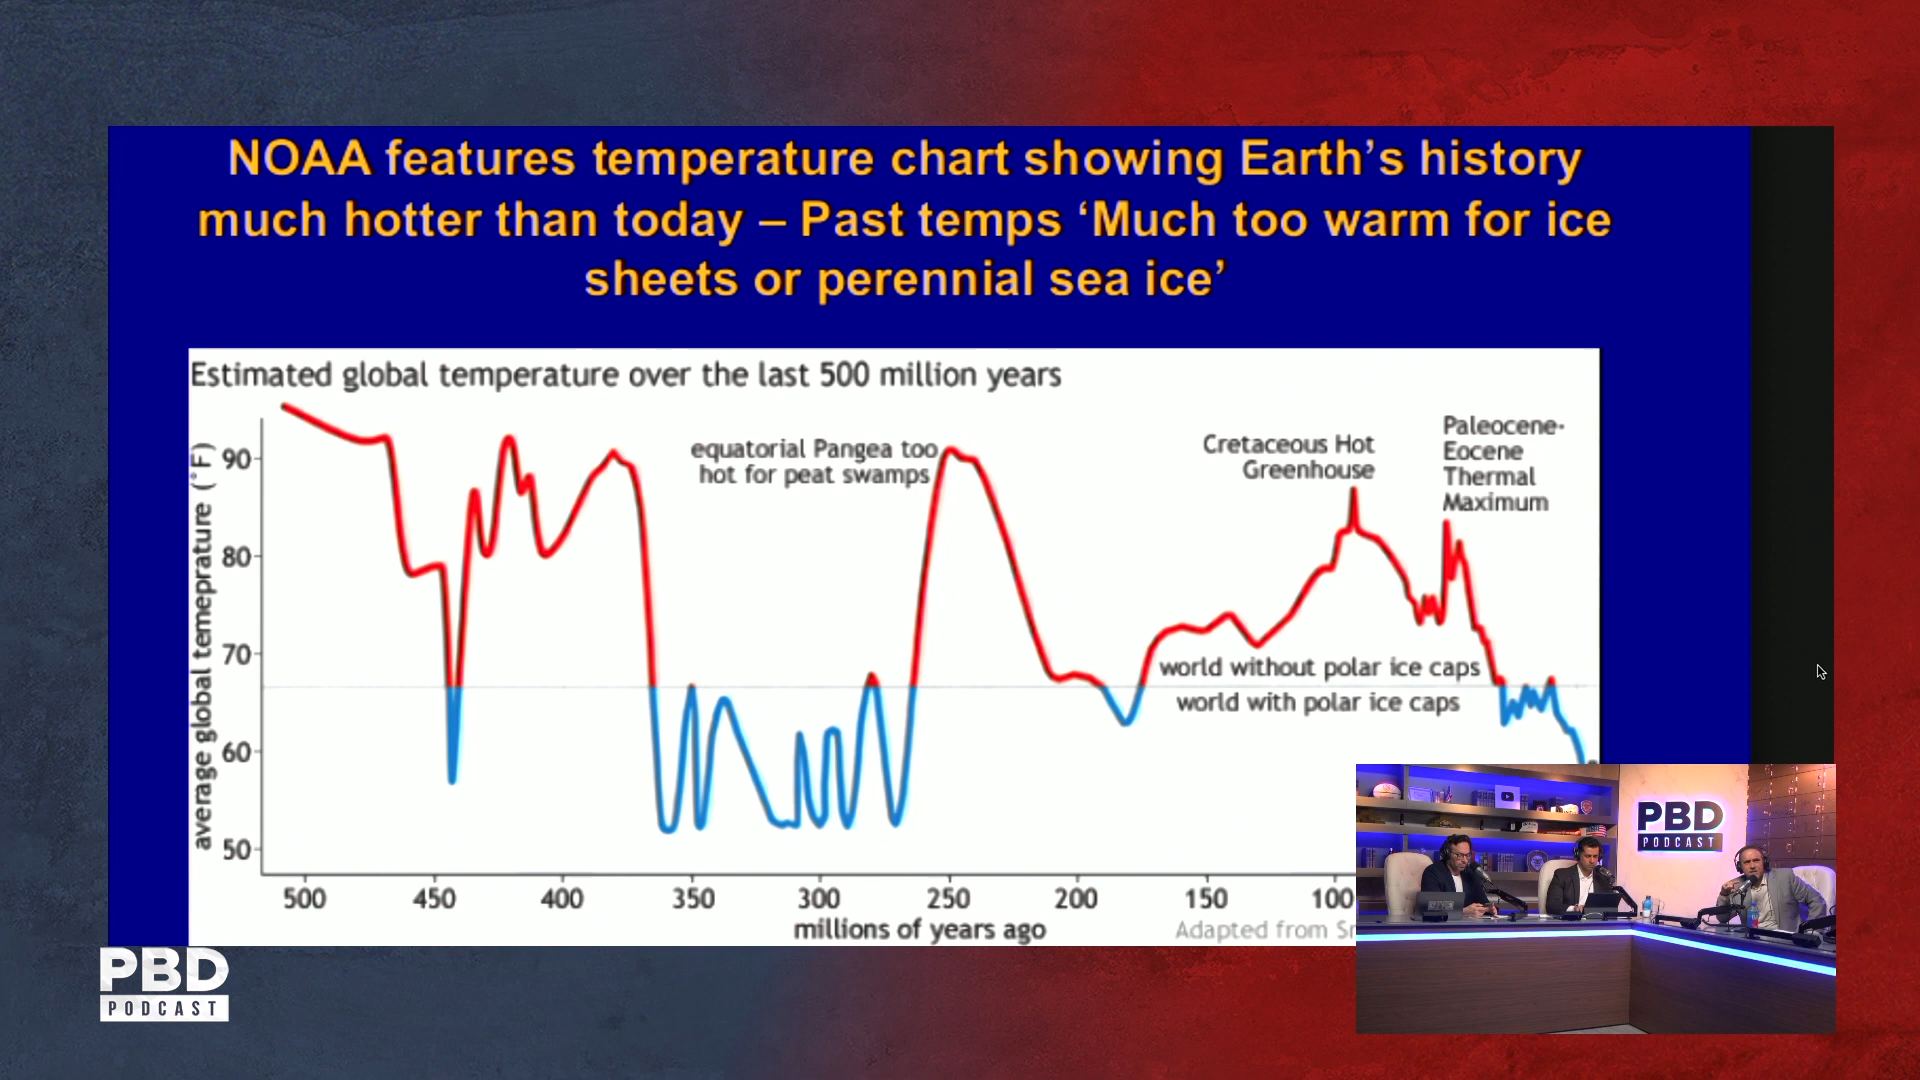 NOAA features temperature chart showing Earth's history
much hotter than today – Past temps 'Much too warm for ice
sheets or perennial sea ice'
Estimated global temperature over the last 500 million years
average global temeprature (°F)
90
80
70
60
50
equatorial Pangea too
hot for peat swamps
Cretaceous Hot
Greenhouse
Paleocene-
Eocene
Thermal
Maximum
world without polar ice caps
world with polar ice caps
500
450
400
350
300
250
200
150
100
millions of years ago
Adapted from
PBD
PODCAST
PBD
PODCAST